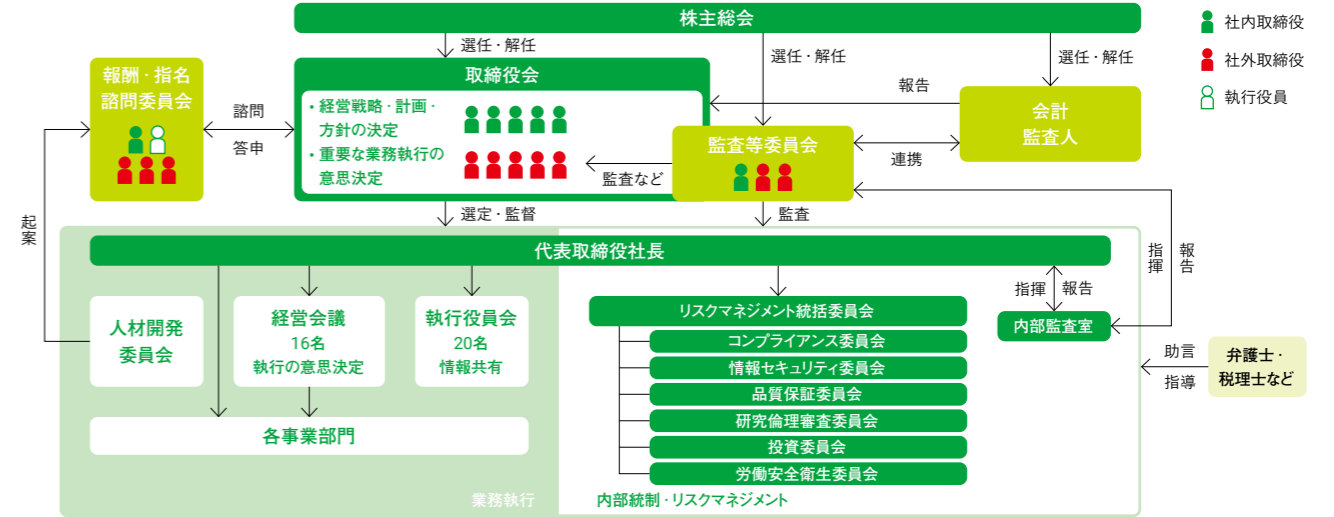 株主総会
社内取締役
社外取締役
執行役員
選任・解任
選任・解任
選任・解任
報酬・指名
諮問委員会
諮問
答申
取締役会
・経営戦略・計画・
方針の決定
・重要な業務執行の
意思決定
監査など
監査等委員会
報告
連携
会計
監査人
起案
選定・監督
監査
代表取締役社長
指揮
報告
人材開発
委員会
経営会議
16名
執行の意思決定
執行役員会
20名
情報共有
各事業部門
リスクマネジメント統括委員会
コンプライアンス委員会
情報セキュリティ委員会
品質保証委員会
研究倫理審査委員会
投資委員会
労働安全衛生委員会
指揮
報告
内部監査室
助言
指導
弁護士・
税理士など
業務執行
内部統制・リスクマネジメント